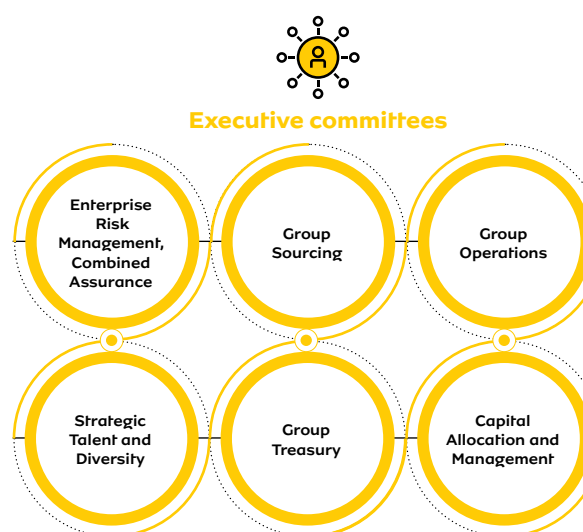 Executive committees
Enterprise
Risk
Management,
Combined
Assurance
Group
Sourcing
Group
Operations
Strategic
Talent and
Diversity
Group
Treasury
Capital
Allocation and
Management